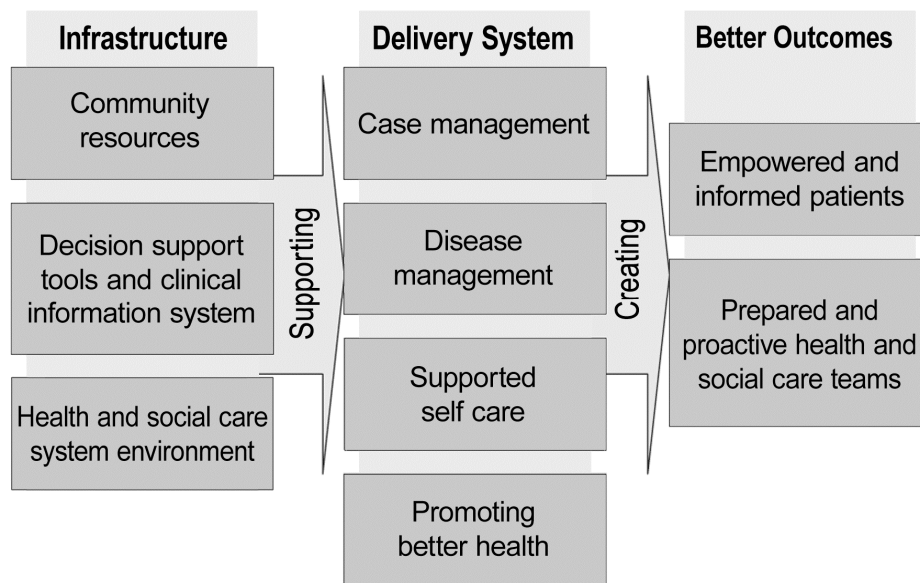 Infrastructure
Community
resources
Decision support
tools and clinical
information system
Health and social care
system environment
Supporting
Delivery System
Case management
Disease
management
Supported
self care
Promoting
better health
Creating
Better Outcomes
Empowered and
informed patients
Prepared and
proactive health and
social care teams